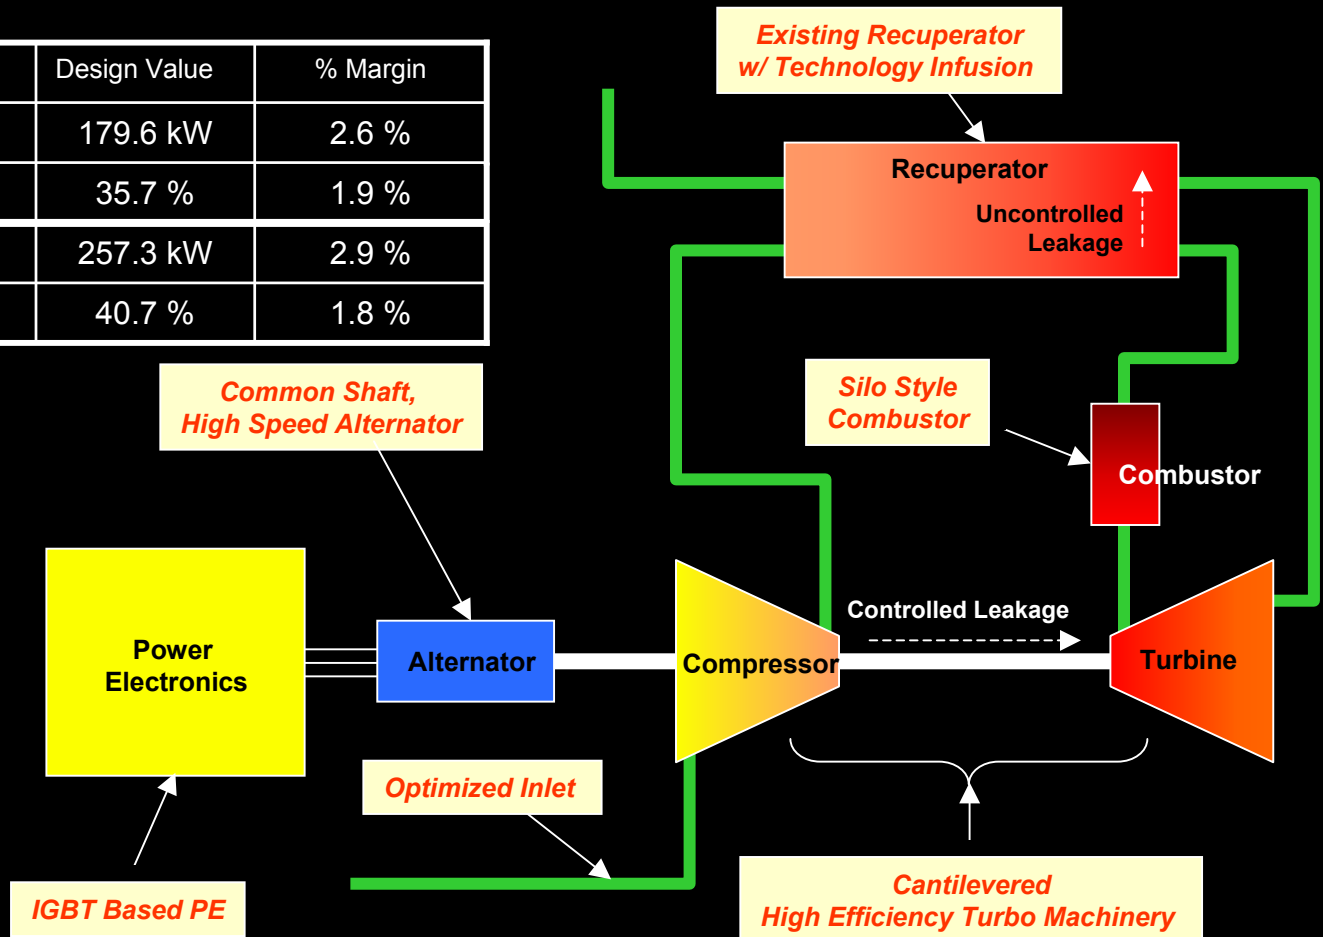 Existing Recuperator
w/ Technology Infusion
Design Value % Margin
179.6 kW 2.6 %
35.7 % 1.9 %
257.3 kW 2.9 %
40.7 % 1.8 %
Recuperator
Uncontrolled
Leakage
Common Shaft,
High Speed Alternator
Silo Style
Combustor
Combustor
Controlled Leakage
Power
Electronics
Alternator
Compressor
Turbine
Optimized Inlet
IGBT Based PE
Cantilevered
High Efficiency Turbo Machinery